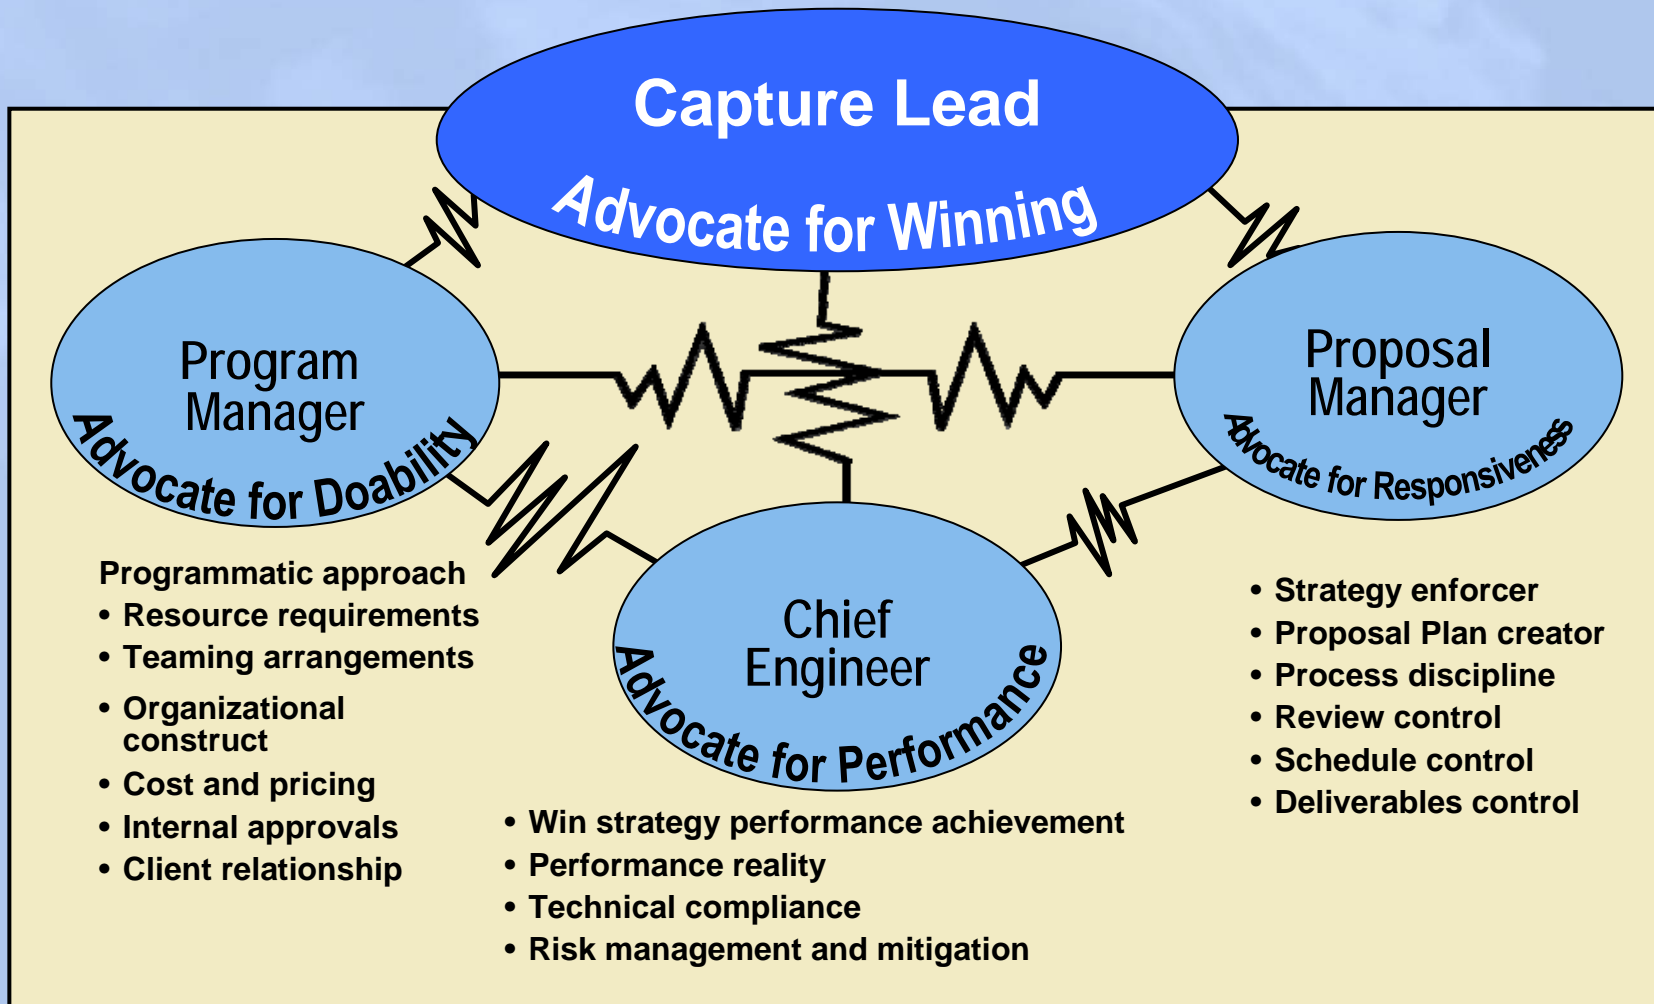 Capture Lead
Advocate for Winning
Program
Manager
Advocate for Doability
Proposal
Manager
Advocate for Responsiveness
Chief
Engineer
Advocate for Performance
Programmatic approach
• Resource requirements
• Teaming arrangements
• Organizational
construct
• Cost and pricing
• Internal approvals
• Client relationship
• Win strategy performance achievement
• Performance reality
• Technical compliance
• Risk management and mitigation
• Strategy enforcer
• Proposal Plan creator
• Process discipline
• Review control
• Schedule control
• Deliverables control